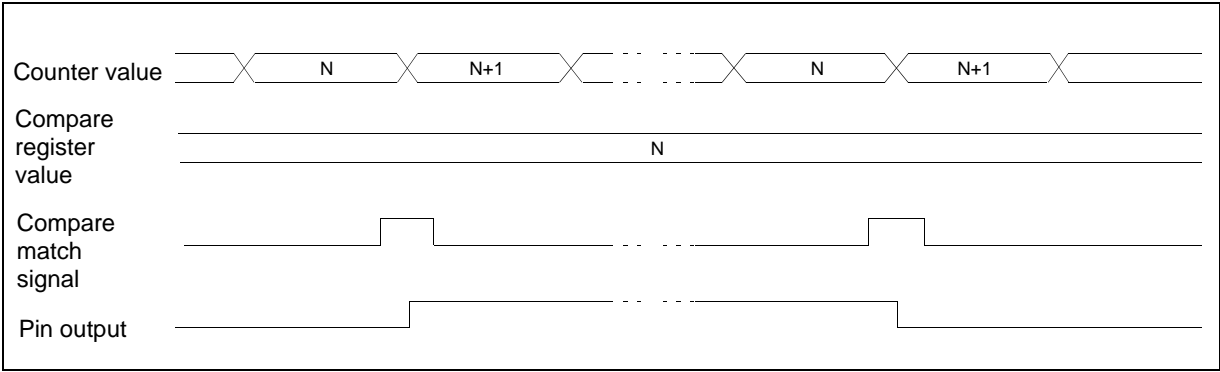 Counter value
N
N+1
N
N+1
Compare
register
value
N
Compare
match
signal
Pin output